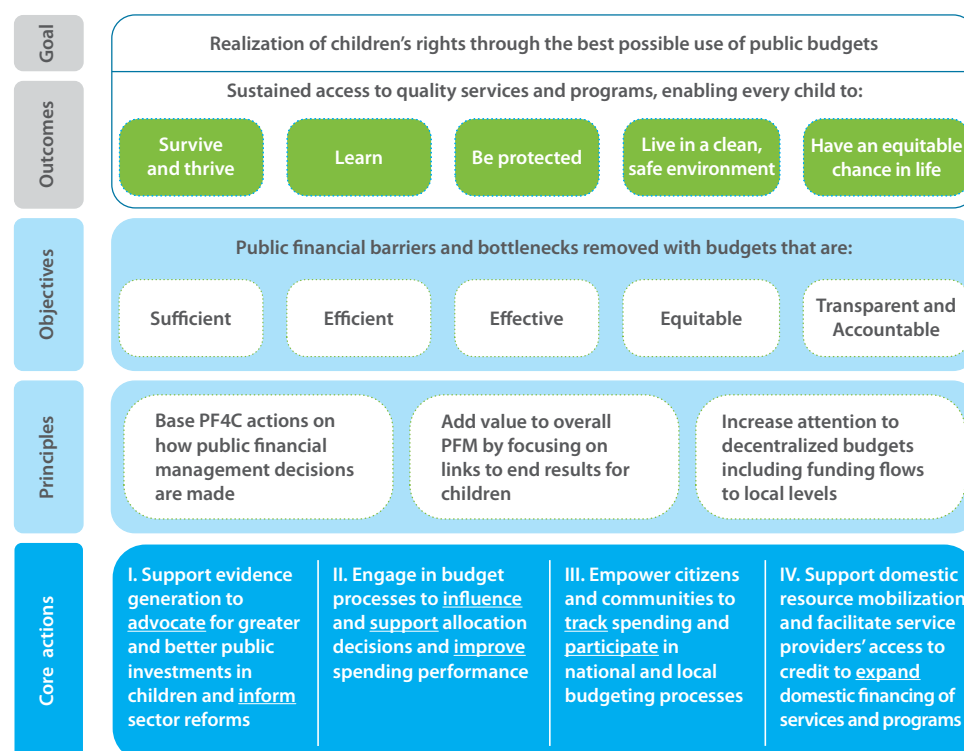 Goal
Realization of children's rights through the best possible use of public budgets
Outcomes
Sustained access to quality services and programs, enabling every child to:
Survive
and thrive
Learn
Be protected
Live in a clean,
safe environment
Have an equitable
chance in life
Objectives
Public financial barriers and bottlenecks removed with budgets that are:
Sufficient
Efficient
Effective
Equitable
Transparent and
Accountable
Principles
Base PF4C actions on
how public financial
management decisions
are made
Add value to overall
PFM by focusing on
links to end results for
children
Increase attention to
decentralized budgets
including funding flows
to local levels
Core actions
I. Support evidence
generation to
advocate for greater
and better public
investments in
children and inform
sector reforms
II. Engage in budget
processes to influence
and support allocation
decisions and improve
spending performance
III. Empower citizens
and communities to
track spending and
participate in
national and local
budgeting processes
IV. Support domestic
resource mobilization
and facilitate service
providers' access to
credit to expand
domestic financing of
services and programs